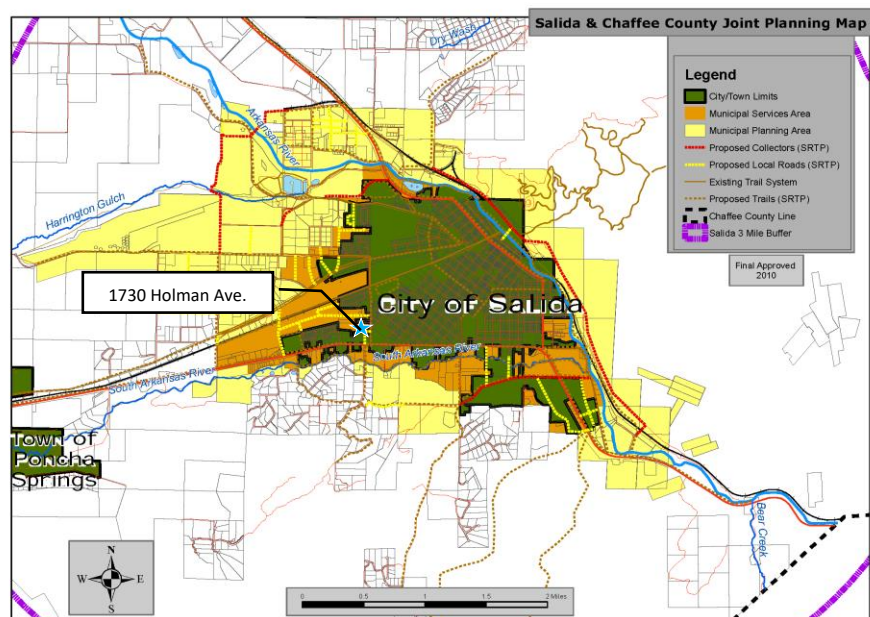 Salida & Chaffee County Joint Planning Map
Legend
City/Town Limits
Municipal Services Area
Municipal Planning Area
Proposed Collectors (SRTP)
Proposed Local Roads (SRTP)
Existing Trail System
Proposed Trails (SRTP)
Chaffee County Line
Salida 3 Mile Buffer
Final Approved
2010
Dry Wash
Arkansas River
Harrington Gulch
1730 Holman Ave.
City of Salida
South Arkansas River
South Arkansas River
Town of
Poncha
Springs
Bear Creek
N
W E
S
0 0.5 1 1.5 2 Miles